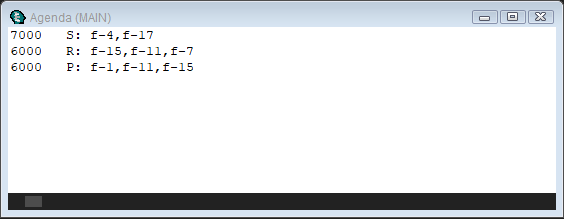 Agenda (MAIN)
7000   S: f-4,f-17
6000   R: f-15,f-11,f-7
6000   P: f-1,f-11,f-15